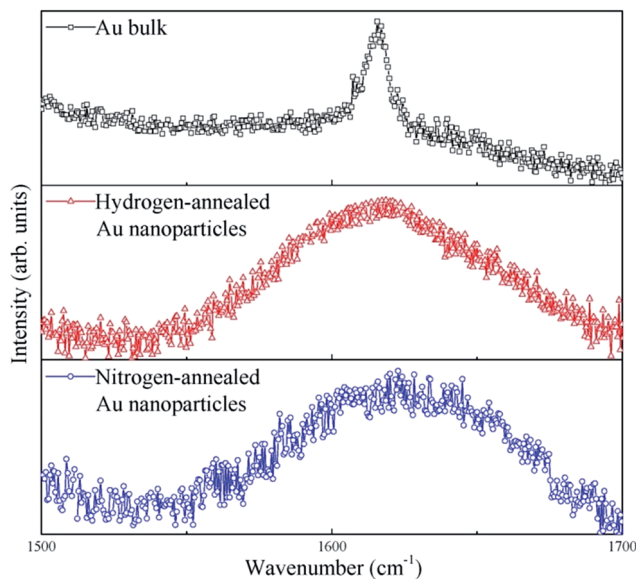 Au bulk
Hydrogen-annealed
Au nanoparticles
Nitrogen-annealed
Au nanoparticles
Intensity (arb. units)
1500
1600
1700
Wavenumber (cm⁻¹)